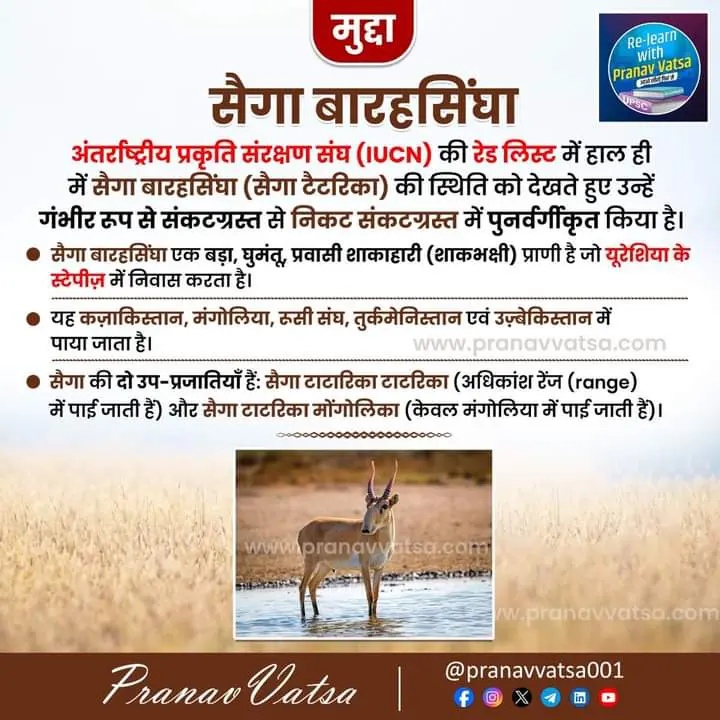 मुद्दा
Re-learn
with
Pranav Vatsa
UPSC
सैगा बारहसिंघा
अंतर्राष्ट्रीय प्रकृति संरक्षण संघ (IUCN) की रेड लिस्ट में हाल ही
में सैगा बारहसिंघा (सैगा टैटरिका) की स्थिति को देखते हुए उन्हें
गंभीर रूप से संकटग्रस्त से निकट संकटग्रस्त में पुनर्वर्गीकृत किया है।
सैगा बारहसिंघा एक बड़ा, घुमंतू, प्रवासी शाकाहारी (शाकभक्षी) प्राणी है जो यूरेशिया के
स्टेपीज़ में निवास करता है।
यह कज़ाकिस्तान, मंगोलिया, रूसी संघ, तुर्कमेनिस्तान एवं उज़्बेकिस्तान में
पाया जाता है।
www.pranavvatsa.com
सैगा की दो उप-प्रजातियाँ हैं: सैगा टाटारिका टाटरिका (अधिकांश रेंज (range)
में पाई जाती हैं) और सैगा टाटरिका मोंगोलिका (केवल मंगोलिया में पाई जाती हैं)।
www.pranavvatsa.com
www.pranavvatsa.com
Pranav Vatsa
@pranavvatsa001